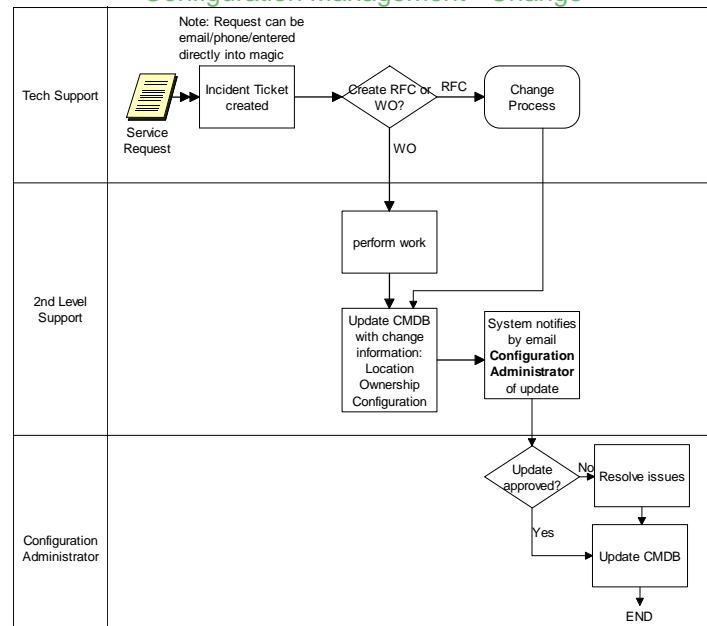 Configuration Management - Change
Note: Request can be
email/phone/entered
directly into magic
Tech Support
Service
Request
Incident Ticket
created
Create RFC or
WO?
RFC
Change
Process
WO
2nd Level
Support
perform work
Update CMDB
with change
information:
Location
Ownership
Configuration
System notifies
by email
Configuration
Administrator
of update
Configuration
Administrator
Update
approved?
No
Resolve issues
Yes
Update CMDB
END